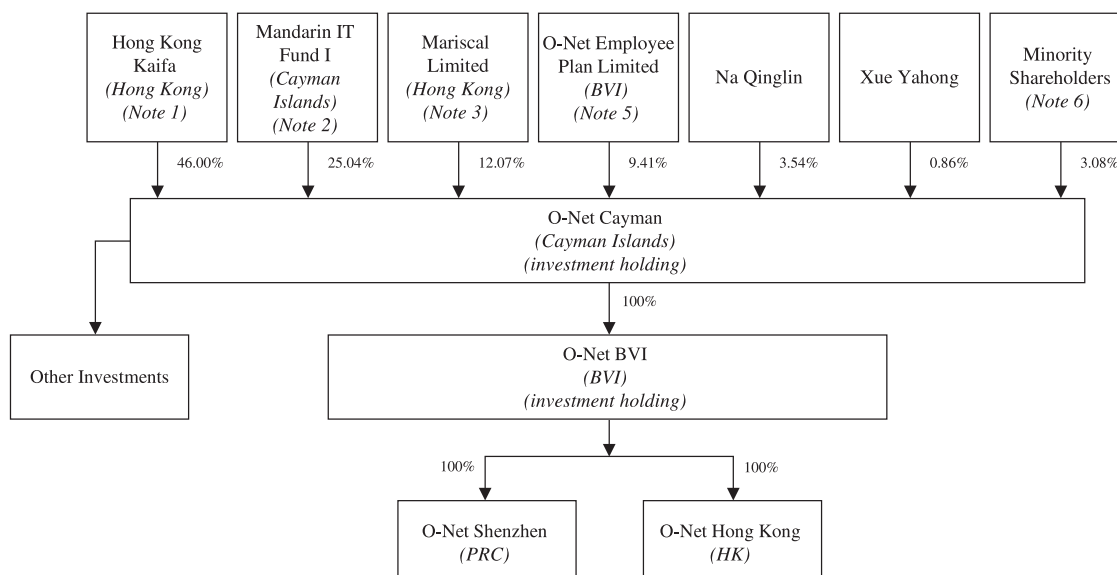 Hong Kong
Kaifa
(Hong Kong)
(Note 1)
Mandarin IT
Fund I
(Cayman
Islands)
(Note 2)
Mariscal
Limited
(Hong Kong)
(Note 3)
O-Net Employee
Plan Limited
(BVI)
(Note 5)
Na Qinglin
Xue Yahong
Minority
Shareholders
(Note 6)
46.00%
25.04%
12.07%
9.41%
3.54%
0.86%
3.08%
O-Net Cayman
(Cayman Islands)
(investment holding)
100%
Other Investments
O-Net BVI
(BVI)
(investment holding)
100%
100%
O-Net Shenzhen
(PRC)
O-Net Hong Kong
(HK)